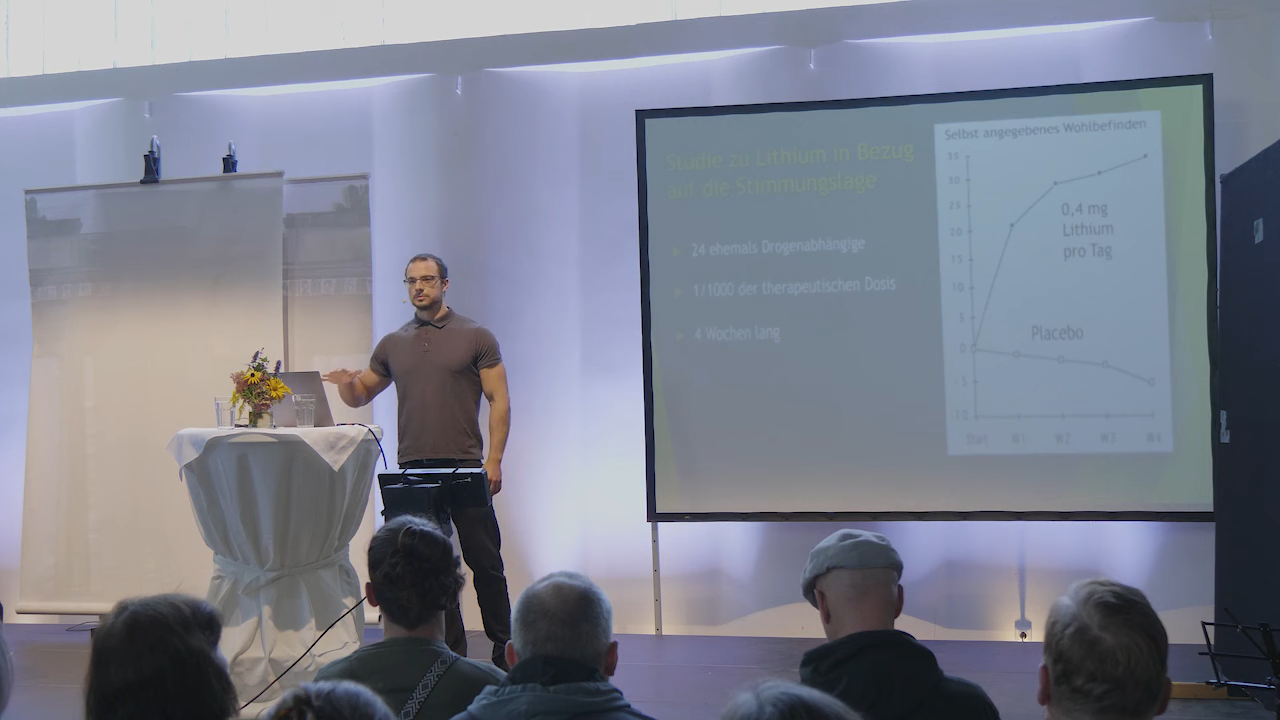 Studie zu Lithium in Bezug
auf die Stimmungslage
24 ehemals Drogenabhängige
1/1000 der therapeutischen Dosis
4 Wochen lang
Selbst angegebenes Wohlbefinden
35
30
25
20
15
10
5
0
-5
-10
0,4 mg
Lithium
pro Tag
Placebo
Start W1 W2 W3 W4